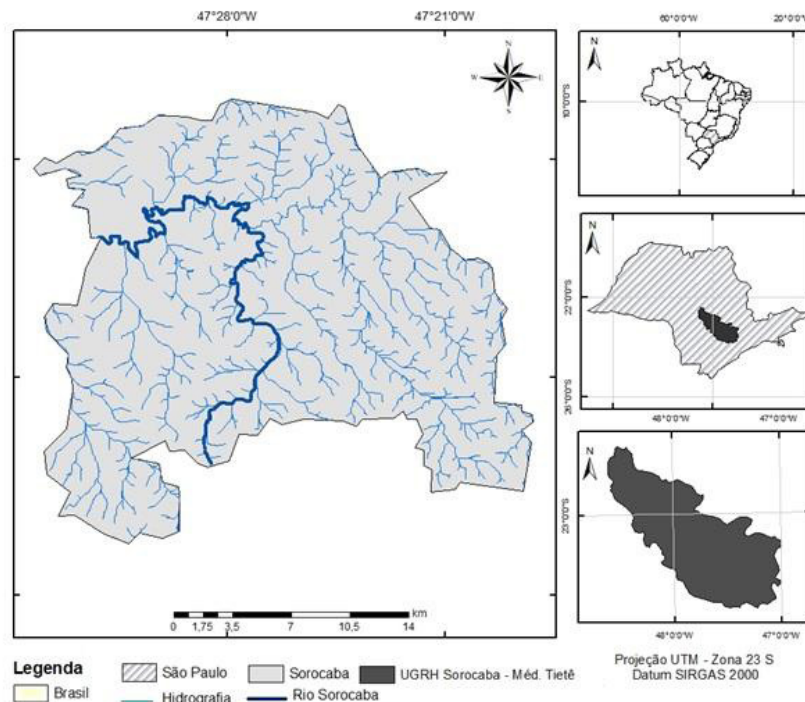 47°28'0"W
47°21'0"W
N
W
E
S
0
1,75
3,5
7
10,5
14
km
60°0'0"W
20°0'0"W
N
10°0'0"S
N
22°0'0"S
26°0'0"S
48°0'0"W
47°0'0"W
N
23°0'0"S
48°0'0"W
47°0'0"W
Legenda
Brasil
São Paulo
Hidrografia
Sorocaba
Rio Sorocaba
UGRH Sorocaba - Méd. Tietê
Projeção UTM - Zona 23 S
Datum SIRGAS 2000